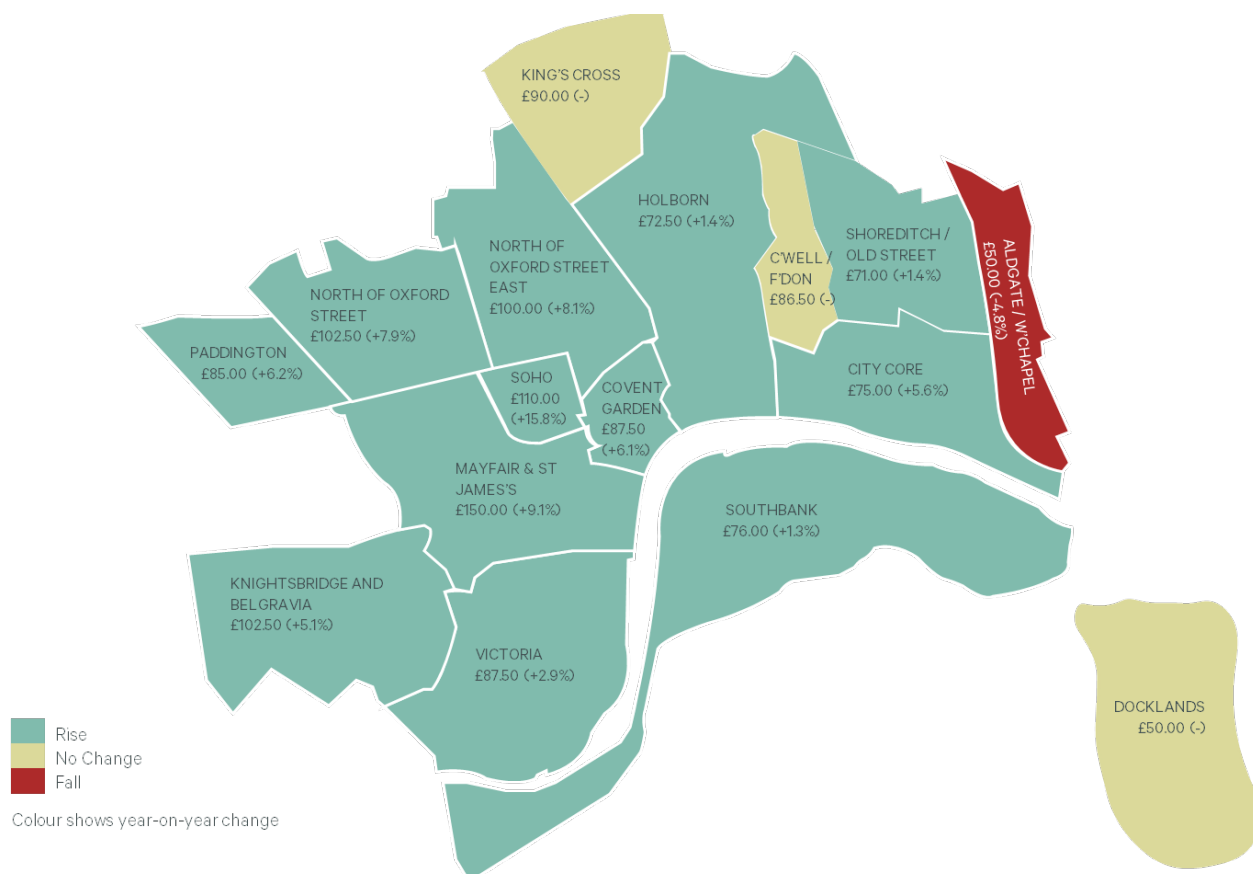 KING'S CROSS
£90.00 (-)
HOLBORN
£72.50 (+1.4%)
NORTH OF
OXFORD STREET
EAST
£100.00 (+8.1%)
SHOREDITCH /
OLD STREET
£71.00 (+1.4%)
C'WELL /
F'DON
£86.50 (-)
ALDGATE / W'CHAPEL
£50.00 (-4.8%)
NORTH OF OXFORD
STREET
£102.50 (+7.9%)
PADDINGTON
£85.00 (+6.2%)
SOHO
£110.00
(+15.8%)
COVENT
GARDEN
£87.50
(+6.1%)
CITY CORE
£75.00 (+5.6%)
MAYFAIR & ST
JAMES'S
£150.00 (+9.1%)
SOUTHBANK
£76.00 (+1.3%)
KNIGHTSBRIDGE AND
BELGRAVIA
£102.50 (+5.1%)
VICTORIA
£87.50 (+2.9%)
DOCKLANDS
£50.00 (-)
Rise
No Change
Fall
Colour shows year-on-year change